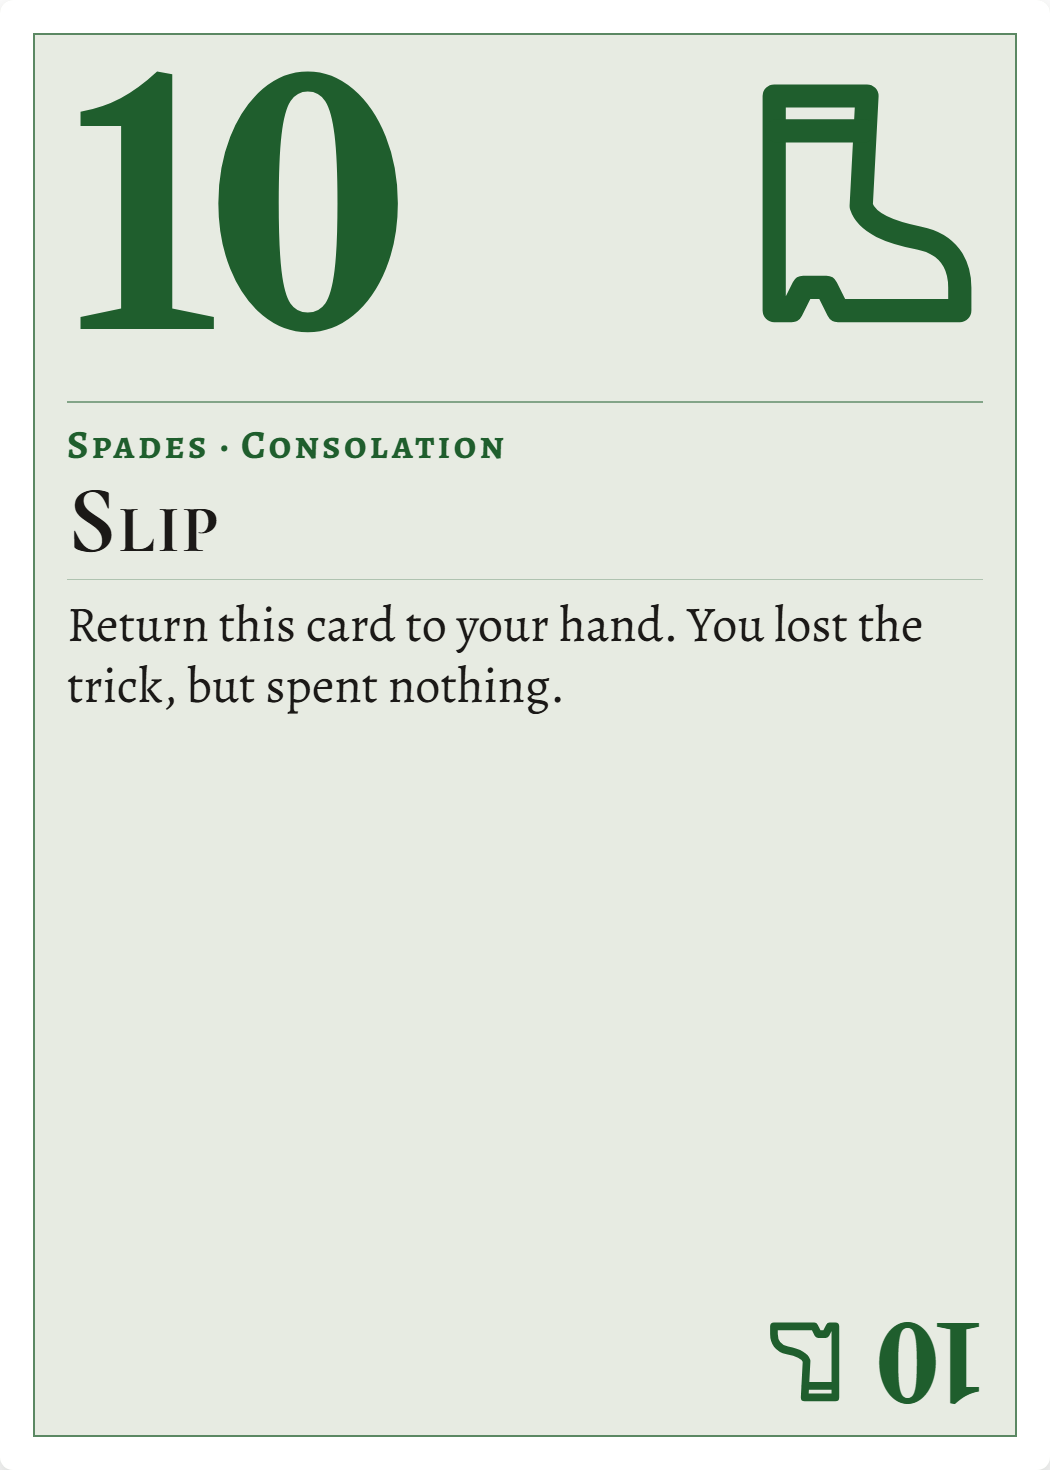 10
Spades · Consolation
Slip
Return this card to your hand. You lost the
trick, but spent nothing.
10